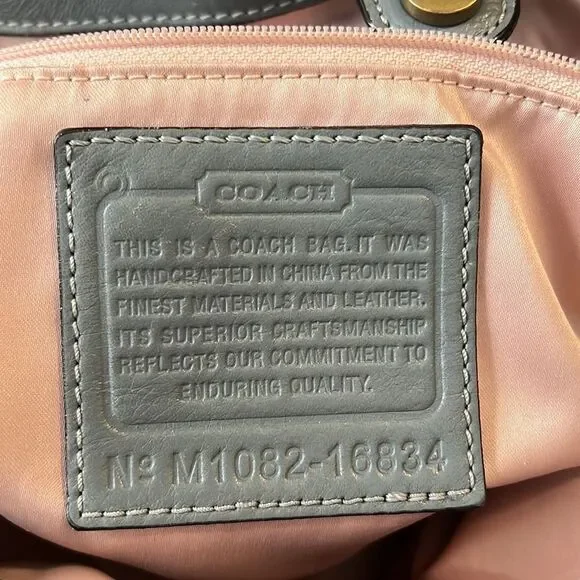 COACH
THIS IS A COACH BAG. IT WAS
HANDCRAFTED IN CHINA FROM THE
FINEST MATERIALS AND LEATHER.
ITS SUPERIOR CRAFTSMANSHIP
REFLECTS OUR COMMITMENT TO
ENDURING QUALITY.
Nº M1082-16834